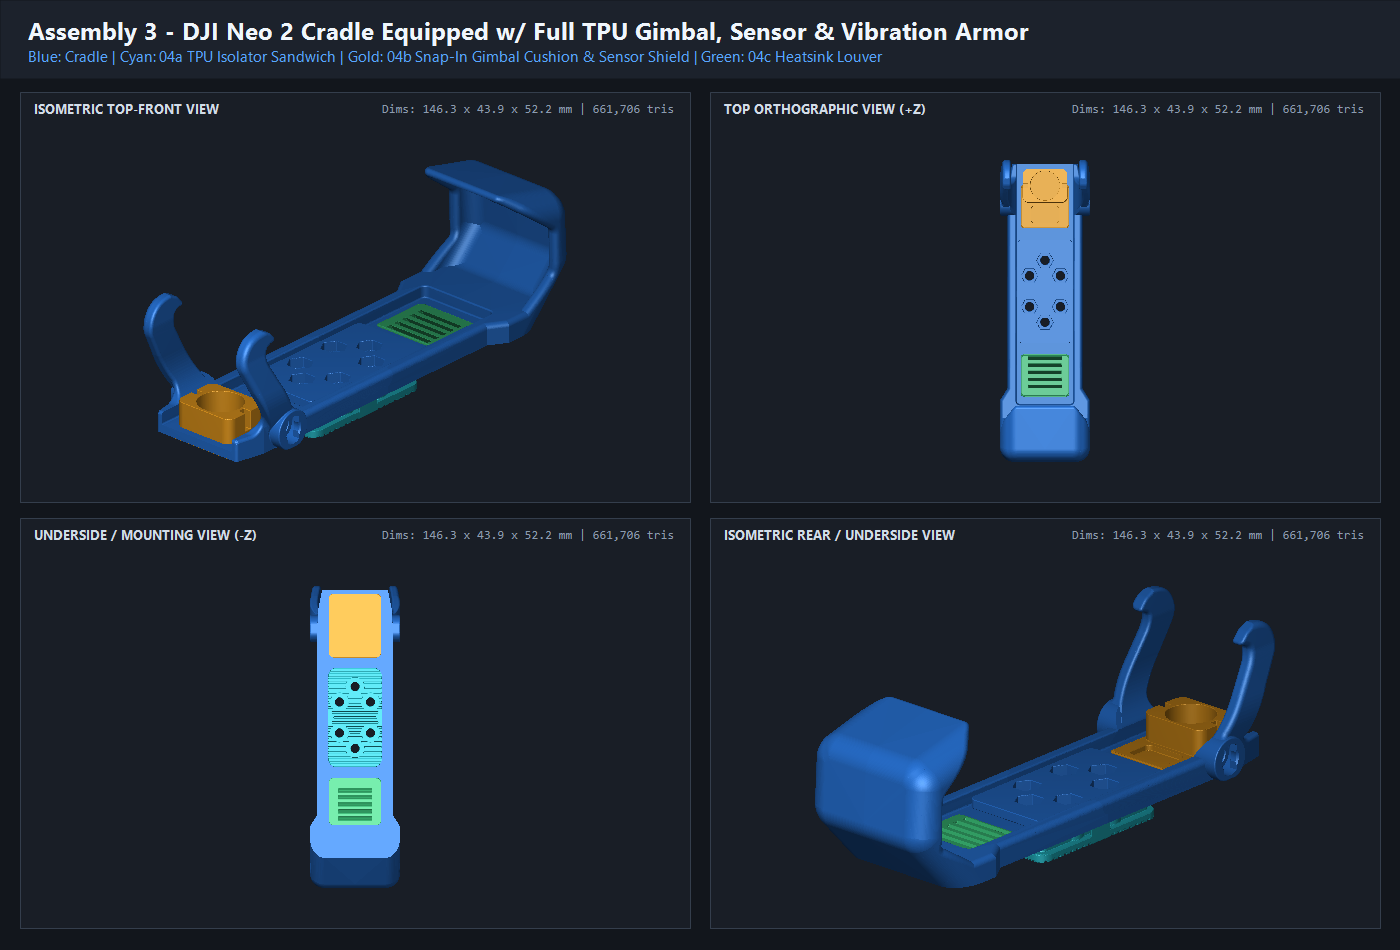 Assembly 3 - DJI Neo 2 Cradle Equipped w/ Full TPU Gimbal, Sensor & Vibration Armor
Blue: Cradle | Cyan: 04a TPU Isolator Sandwich | Gold: 04b Snap-In Gimbal Cushion & Sensor Shield | Green: 04c Heatsink Louver
ISOMETRIC TOP-FRONT VIEW
Dims: 146.3 x 43.9 x 52.2 mm | 661,706 tris
TOP ORTHOGRAPHIC VIEW (+Z)
Dims: 146.3 x 43.9 x 52.2 mm | 661,706 tris
UNDERSIDE / MOUNTING VIEW (-Z)
Dims: 146.3 x 43.9 x 52.2 mm | 661,706 tris
ISOMETRIC REAR / UNDERSIDE VIEW
Dims: 146.3 x 43.9 x 52.2 mm | 661,706 tris